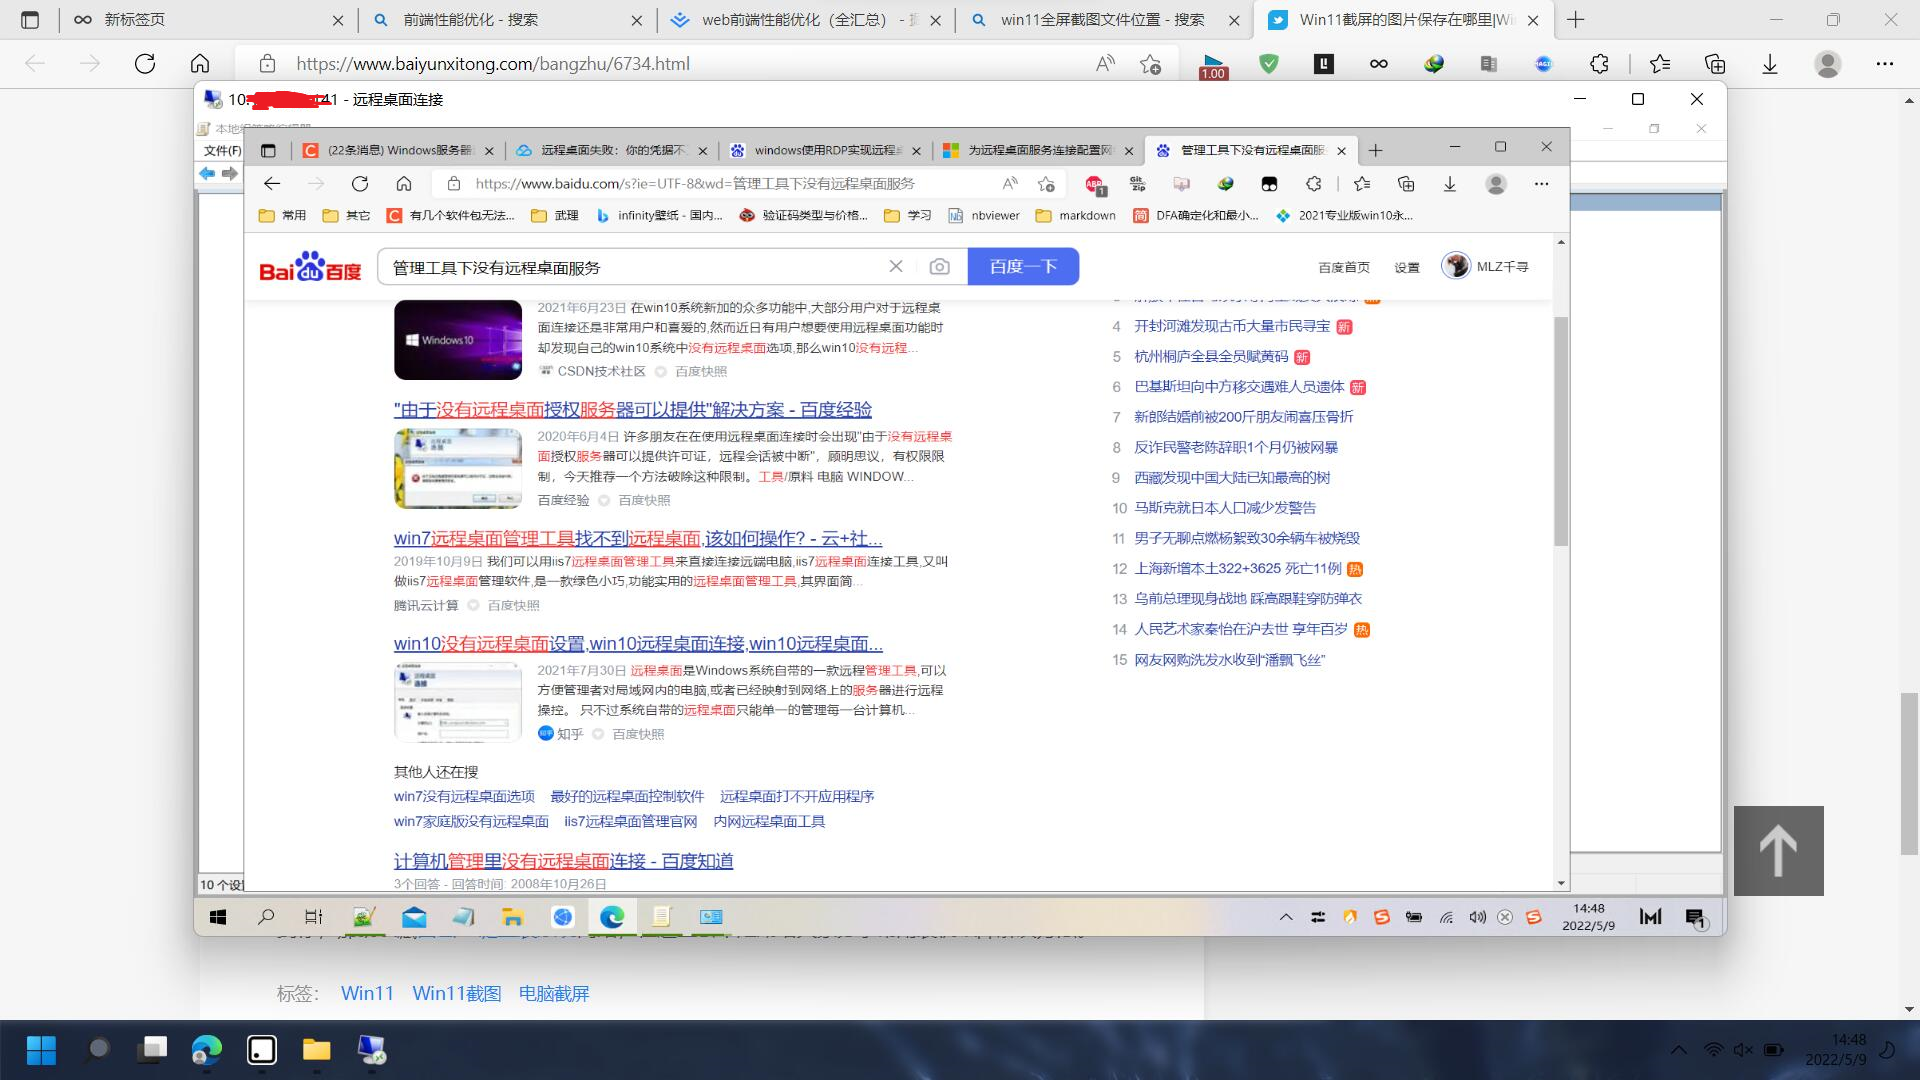 新标签页
前端性能优化 - 搜索
web前端性能优化（全汇总） - 掘
win11全屏截图文件位置 - 搜索
Win11截屏的图片保存在哪里|Wi
https://www.baiyunxitong.com/bangzhu/6734.html
1.00
10. 141 - 远程桌面连接
文件(F)
(22条消息) Windows服务器
远程桌面失败：你的凭据不
windows使用RDP实现远程
为远程桌面服务连接配置网
管理工具下没有远程桌面服
https://www.baidu.com/s?ie=UTF-8&wd=管理工具下没有远程桌面服务
常用 其它 有几个软件包无法... 武理 infinity壁纸 - 国内... 验证码类型与价格... 学习 nbviewer markdown DFA确定化和最小... 2021专业版win10永...
Bai du 百度
管理工具下没有远程桌面服务
百度一下
百度首页 设置 MLZ千寻
Windows 10
2021年6月23日 在win10系统新加的众多功能中,大部分用户对于远程桌
面连接还是非常用户和喜爱的,然而近日有用户想要使用远程桌面功能时
却发现自己的win10系统中没有远程桌面选项,那么win10没有远程...
CSDN技术社区 百度快照
"由于没有远程桌面授权服务器可以提供"解决方案 - 百度经验
2020年6月4日 许多朋友在在使用远程桌面连接时会出现"由于没有远程桌
面授权服务器可以提供许可证，远程会话被中断"，顾明思议，有权限限
制，今天推荐一个方法破除这种限制。工具/原料 电脑 WINDOW...
百度经验 百度快照
win7远程桌面管理工具找不到远程桌面,该如何操作? - 云+社...
2019年10月9日 我们可以用iis7远程桌面管理工具来直接连接远端电脑,iis7远程桌面连接工具,又叫
做iis7远程桌面管理软件,是一款绿色小巧,功能实用的远程桌面管理工具,其界面简...
腾讯云计算 百度快照
win10没有远程桌面设置,win10远程桌面连接,win10远程桌面...
2021年7月30日 远程桌面是Windows系统自带的一款远程管理工具,可以
方便管理者对局域网内的电脑,或者已经映射到网络上的服务器进行远程
操控。 只不过系统自带的远程桌面只能单一的管理每一台计算机...
知乎 百度快照
其他人还在搜
win7没有远程桌面选项 最好的远程桌面控制软件 远程桌面打不开应用程序
win7家庭版没有远程桌面 iis7远程桌面管理官网 内网远程桌面工具
计算机管理里没有远程桌面连接 - 百度知道
3个回答 - 回答时间: 2008年10月26日
4 开封河滩发现古币大量市民寻宝 新
5 杭州桐庐全县全员赋黄码 新
6 巴基斯坦向中方移交遇难人员遗体 新
7 新郎结婚前被200斤朋友闹喜压骨折
8 反诈民警老陈辞职1个月仍被网暴
9 西藏发现中国大陆已知最高的树
10 马斯克就日本人口减少发警告
11 男子无聊点燃杨絮致30余辆车被烧毁
12 上海新增本土322+3625 死亡11例 热
13 乌前总理现身战地 踩高跟鞋穿防弹衣
14 人民艺术家秦怡在沪去世 享年百岁 热
15 网友网购洗发水收到“潘飘飞丝”
10 个设
14:48
2022/5/9
标签： Win11 Win11截图 电脑截屏
14:48
2022/5/9